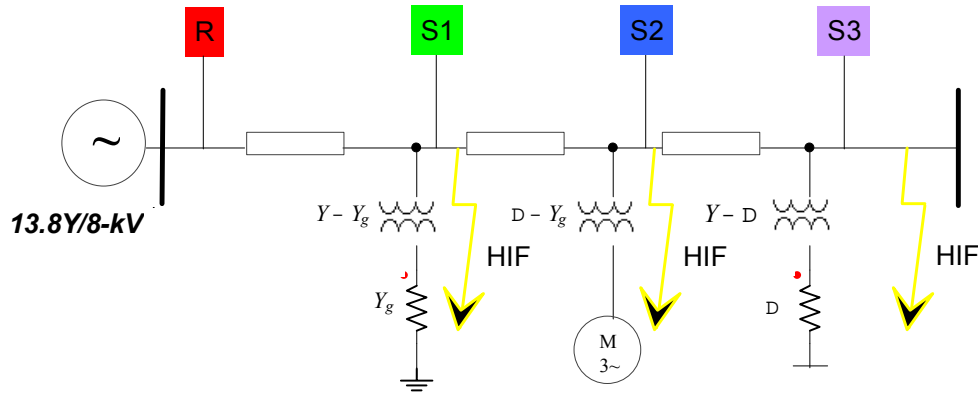 R
S1
S2
S3
~
13.8Y/8-kV
Y – Yg
D – Yg
Y – D
HIF
HIF
HIF
Yg
M
3~
D